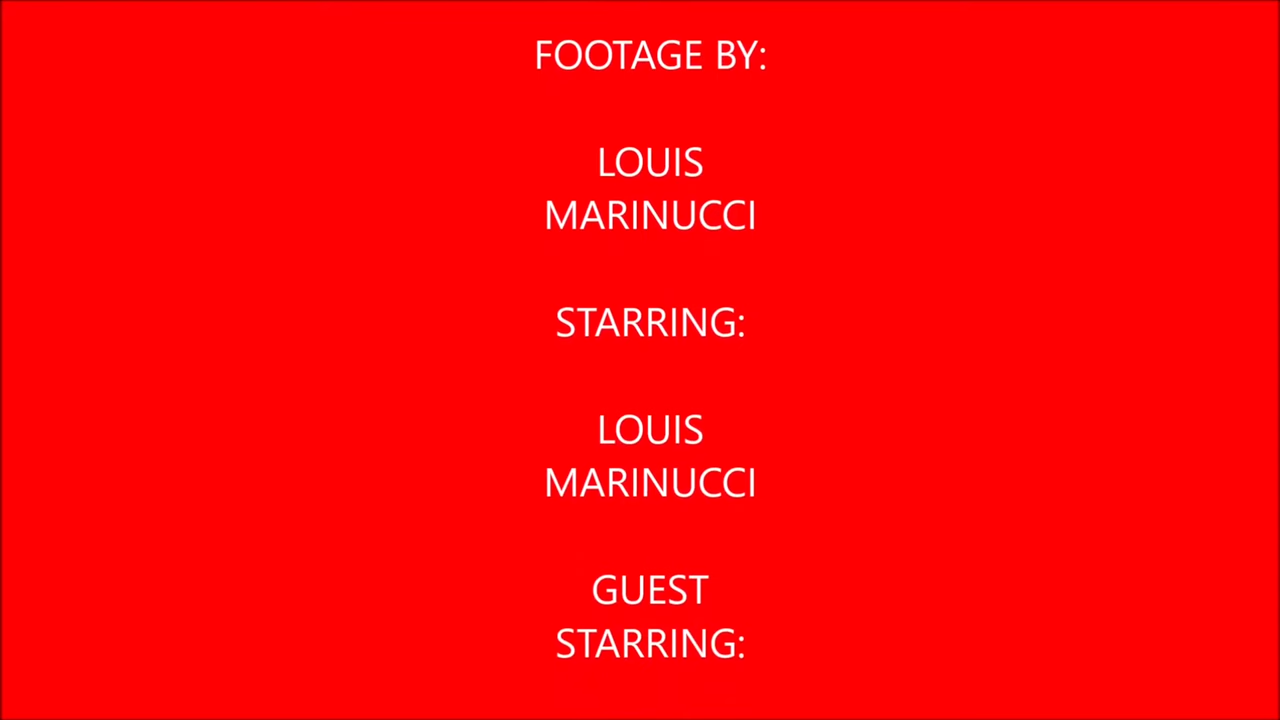 FOOTAGE BY:
LOUIS
MARINUCCI
STARRING:
LOUIS
MARINUCCI
GUEST
STARRING: